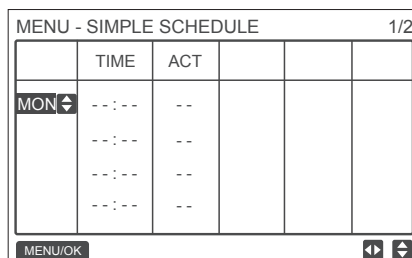 MENU - SIMPLE SCHEDULE 1/2
TIME ACT
MON --:-- --
--:-- --
--:-- --
--:-- --
MENU/OK